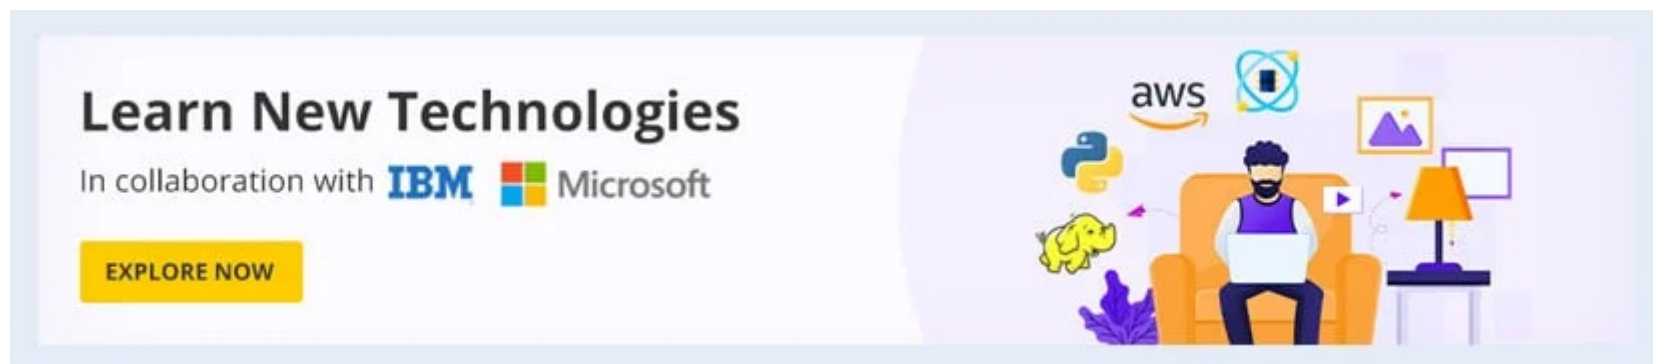 Learn New Technologies
In collaboration with IBM Microsoft
EXPLORE NOW
aws